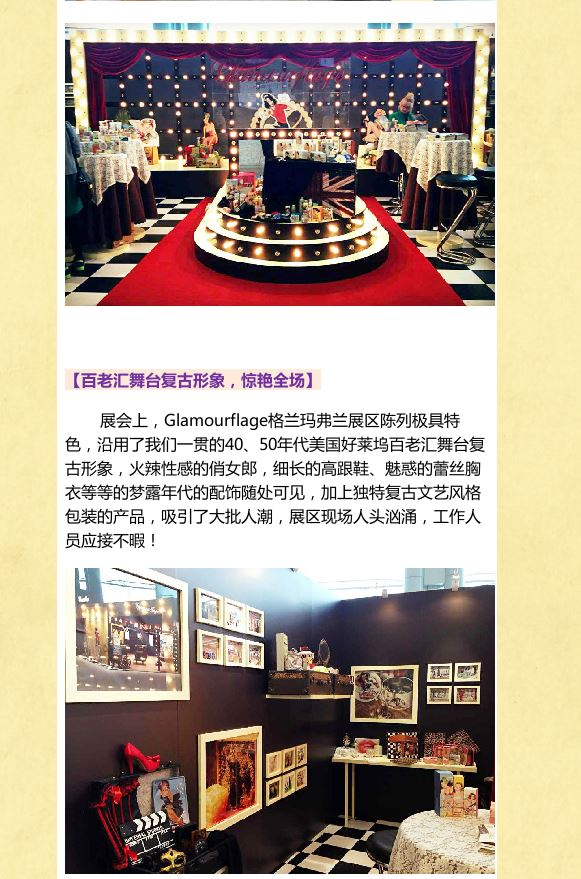 Glamourflage
【百老汇舞台复古形象，惊艳全场】
展会上，Glamourflage格兰玛弗兰展区陈列极具特
色，沿用了我们一贯的40、50年代美国好莱坞百老汇舞台复
古形象，火辣性感的俏女郎，细长的高跟鞋、魅惑的蕾丝胸
衣等等的梦露年代的配饰随处可见，加上独特复古文艺风格
包装的产品，吸引了大批人潮，展区现场人头汹涌，工作人
员应接不暇！